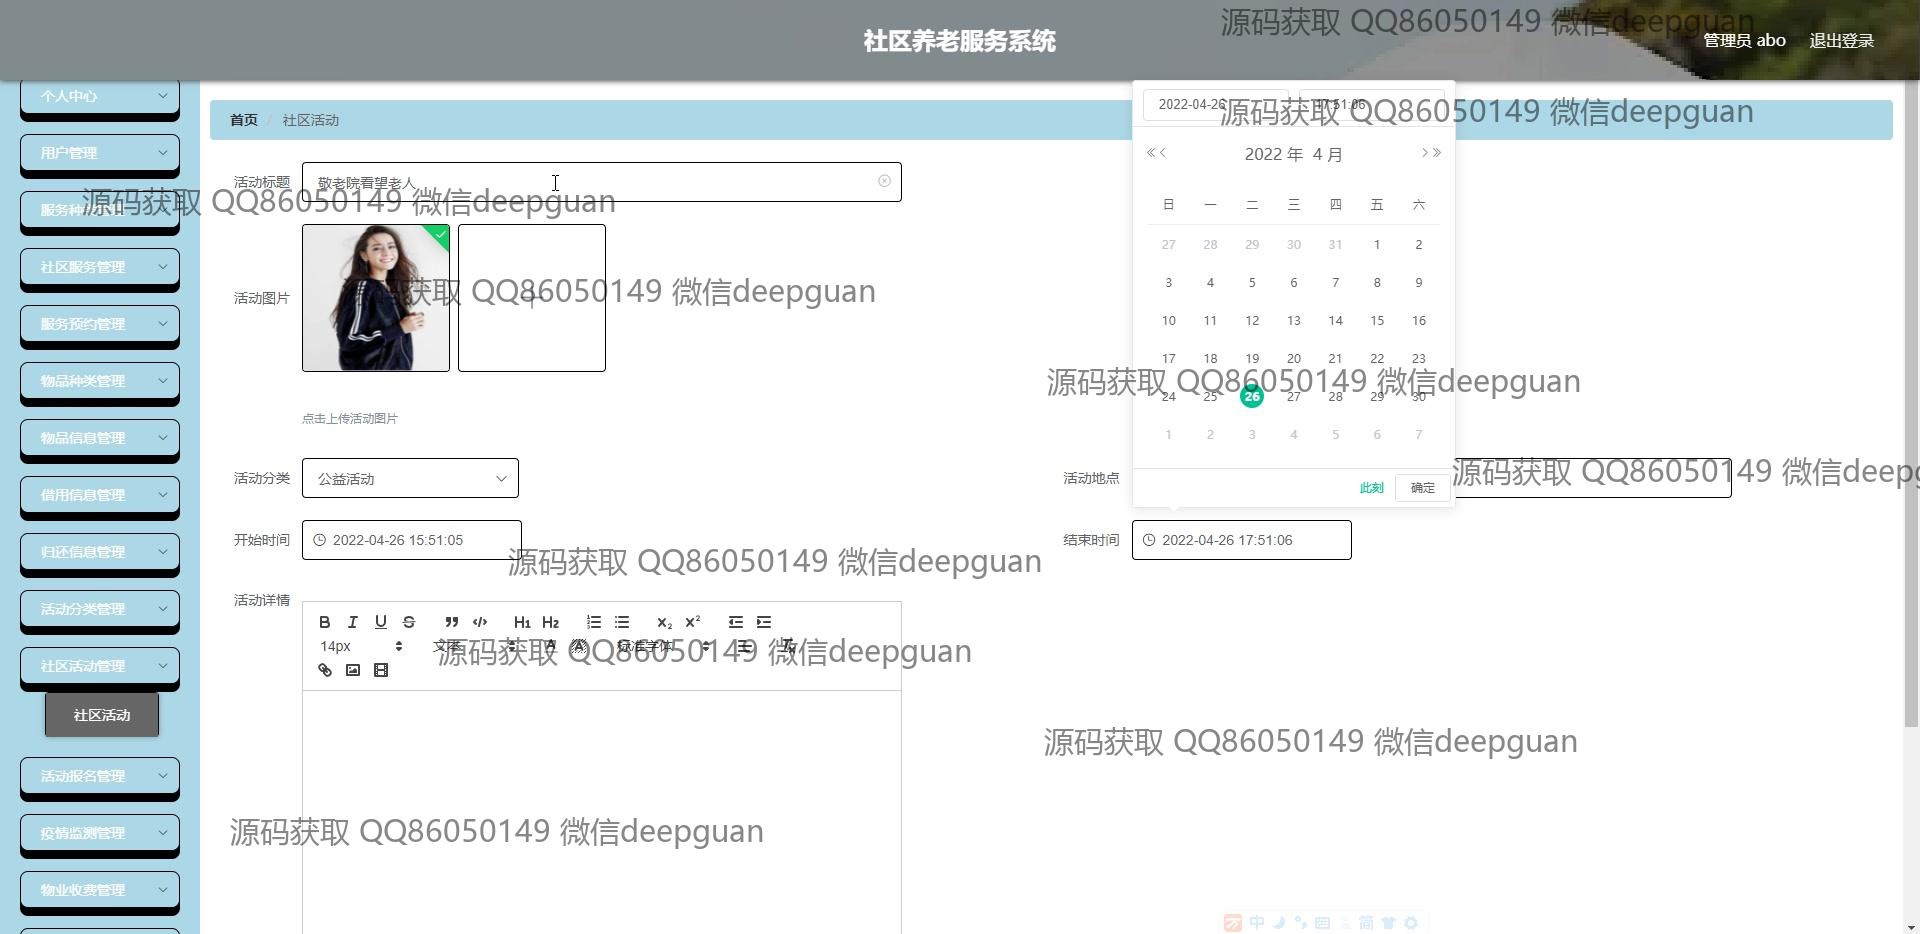 社区养老服务系统
管理员 abo
退出登录
源码获取 QQ86050149 微信deepguan
个人中心
用户管理
社区服务管理
服务预约管理
物品种类管理
物品信息管理
借用信息管理
归还信息管理
活动分类管理
社区活动管理
社区活动
活动报名管理
疫情监测管理
物业收费管理
首页 / 社区活动
2022-04-26
17:51:06
源码获取 QQ86050149 微信deepguan
活动标题
敬老院看望老人
源码获取 QQ86050149 微信deepguan
活动图片
源码获取 QQ86050149 微信deepguan
点击上传活动图片
2022 年 4 月
日 一 二 三 四 五 六
27 28 29 30 31 1 2
3 4 5 6 7 8 9
10 11 12 13 14 15 16
17 18 19 20 21 22 23
源码获取 QQ86050149 微信deepguan
24 25 26 27 28 29 30
1 2 3 4 5 6 7
此刻
确定
活动分类
公益活动
活动地点
源码获取 QQ86050149 微信deepg
开始时间
2022-04-26 15:51:05
结束时间
2022-04-26 17:51:06
源码获取 QQ86050149 微信deepguan
活动详情
B I U S H1 H2 x₂ x²
14px 文本 A A 标准字体
源码获取 QQ86050149 微信deepguan
源码获取 QQ86050149 微信deepguan
源码获取 QQ86050149 微信deepguan
中 简